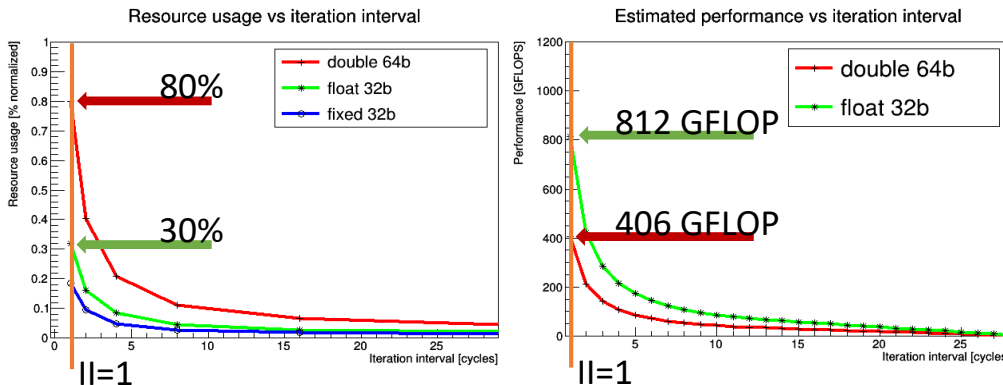 Resource usage vs iteration interval
Resource usage [% normalized]
1
0.9
0.8
0.7
0.6
0.5
0.4
0.3
0.2
0.1
0
0 5 10 15 20 25
Iteration interval [cycles]
double 64b
float 32b
fixed 32b
80%
30%
II=1
Estimated performance vs iteration interval
Performance [GFLOPS]
1200
1000
800
600
400
200
0
5 10 15 20 25
Iteration interval [cycles]
double 64b
float 32b
812 GFLOP
406 GFLOP
II=1